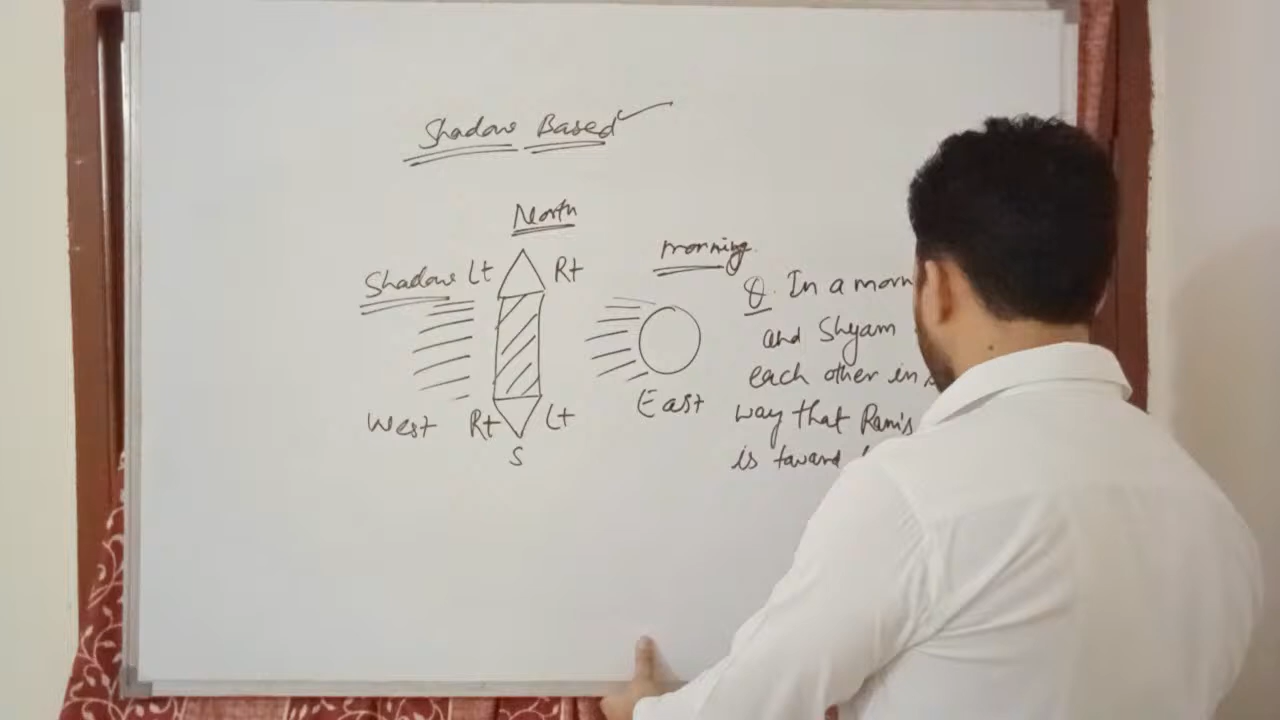 Shadow Based
North
Shadow Lt Rt
morning
Q. In a morn
and Shyam
each other in
way that Ram's
is toward
West Rt Lt East
S